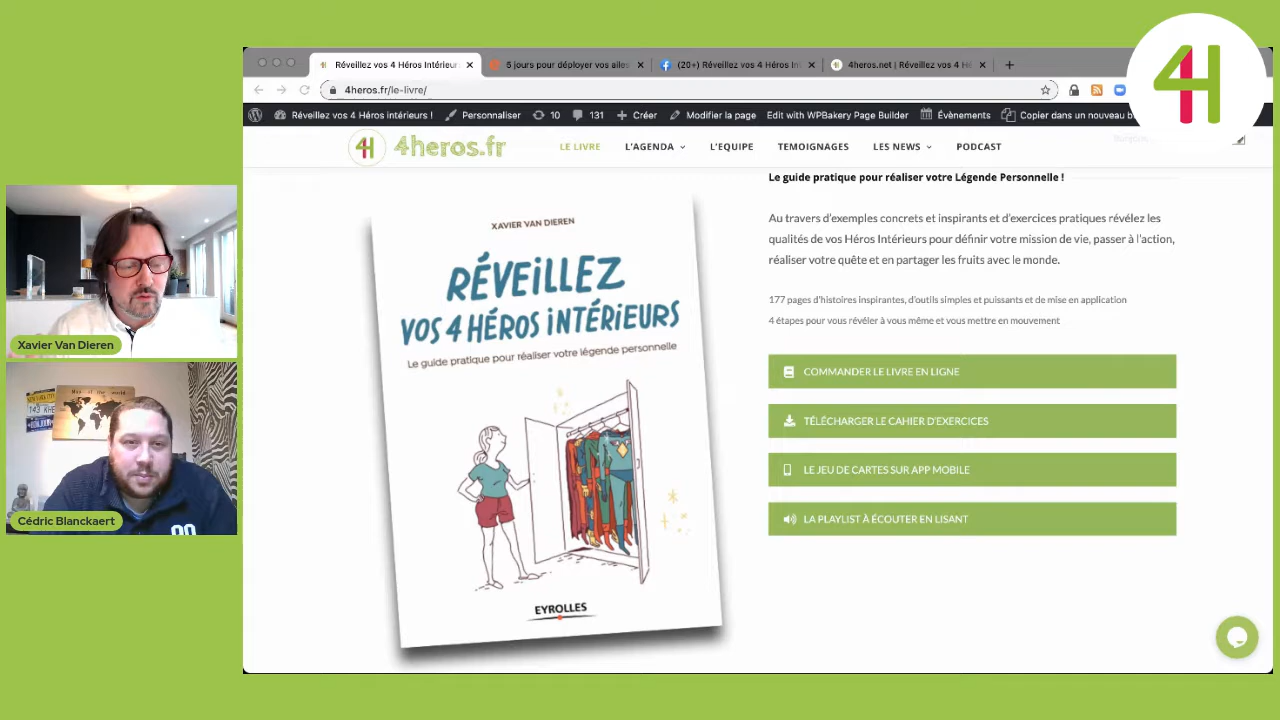 Réveillez vos 4 Héros Intérieur
5 jours pour déployer vos ailes
(20+) Réveillez vos 4 Héros In
4heros.net | Réveillez vos 4 Hé
4heros.fr/le-livre/
Réveillez vos 4 Héros intérieurs !
Personnaliser
10
131
Créer
Modifier la page
Edit with WPBakery Page Builder
Évènements
Copier dans un nouveau b
4H
4H
4heros.fr
LE LIVRE
L'AGENDA
L'EQUIPE
TEMOIGNAGES
LES NEWS
PODCAST
Le guide pratique pour réaliser votre Légende Personnelle !
Au travers d'exemples concrets et inspirants et d'exercices pratiques révélez les
qualités de vos Héros Intérieurs pour définir votre mission de vie, passer à l'action,
réaliser votre quête et en partager les fruits avec le monde.
177 pages d'histoires inspirantes, d'outils simples et puissants et de mise en application
4 étapes pour vous révéler à vous même et vous mettre en mouvement
COMMANDER LE LIVRE EN LIGNE
TÉLÉCHARGER LE CAHIER D'EXERCICES
LE JEU DE CARTES SUR APP MOBILE
LA PLAYLIST À ÉCOUTER EN LISANT
XAVIER VAN DIEREN
RÉVEiLLEZ
VOS 4 HÉROS iNTÉRiEURS
Le guide pratique pour réaliser votre légende personnelle
EYROLLES
Xavier Van Dieren
143 KHE
Cédric Blanckaert